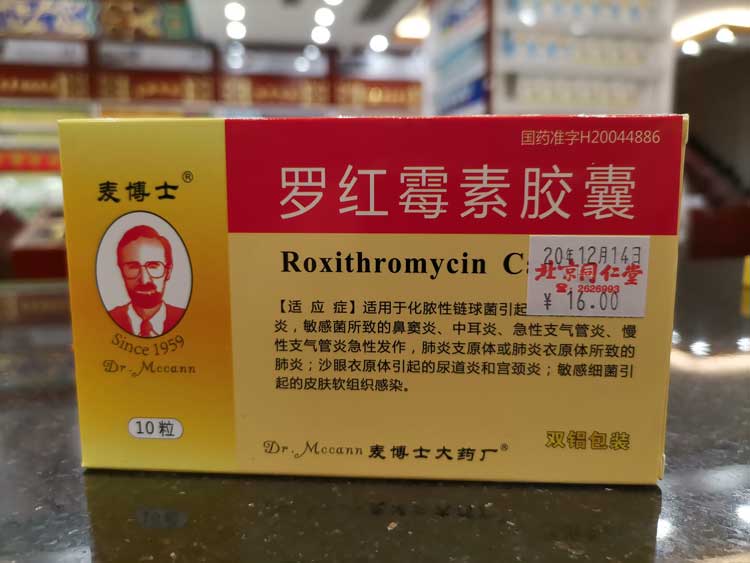 国药准字H20044886
麦博士®
罗红霉素胶囊
Roxithromycin C
20年12月14日
北京同仁堂
☎: 2626993
¥ 16.00
【适 应 症】适用于化脓性链球菌引起
炎，敏感菌所致的鼻窦炎、中耳炎、急性支气管炎、慢
性支气管炎急性发作，肺炎支原体或肺炎衣原体所致的
肺炎；沙眼衣原体引起的尿道炎和宫颈炎；敏感细菌引
起的皮肤软组织感染。
Since 1959
Dr. Mccann
10粒
Dr. Mccann 麦博士大药厂®
双铝包装